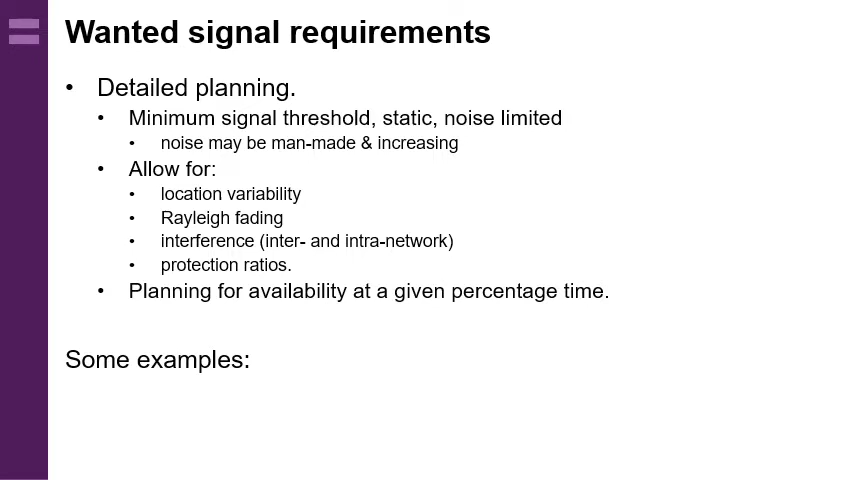 Wanted signal requirements
• Detailed planning.
• Minimum signal threshold, static, noise limited
• noise may be man-made & increasing
• Allow for:
• location variability
• Rayleigh fading
• interference (inter- and intra-network)
• protection ratios.
• Planning for availability at a given percentage time.
Some examples: